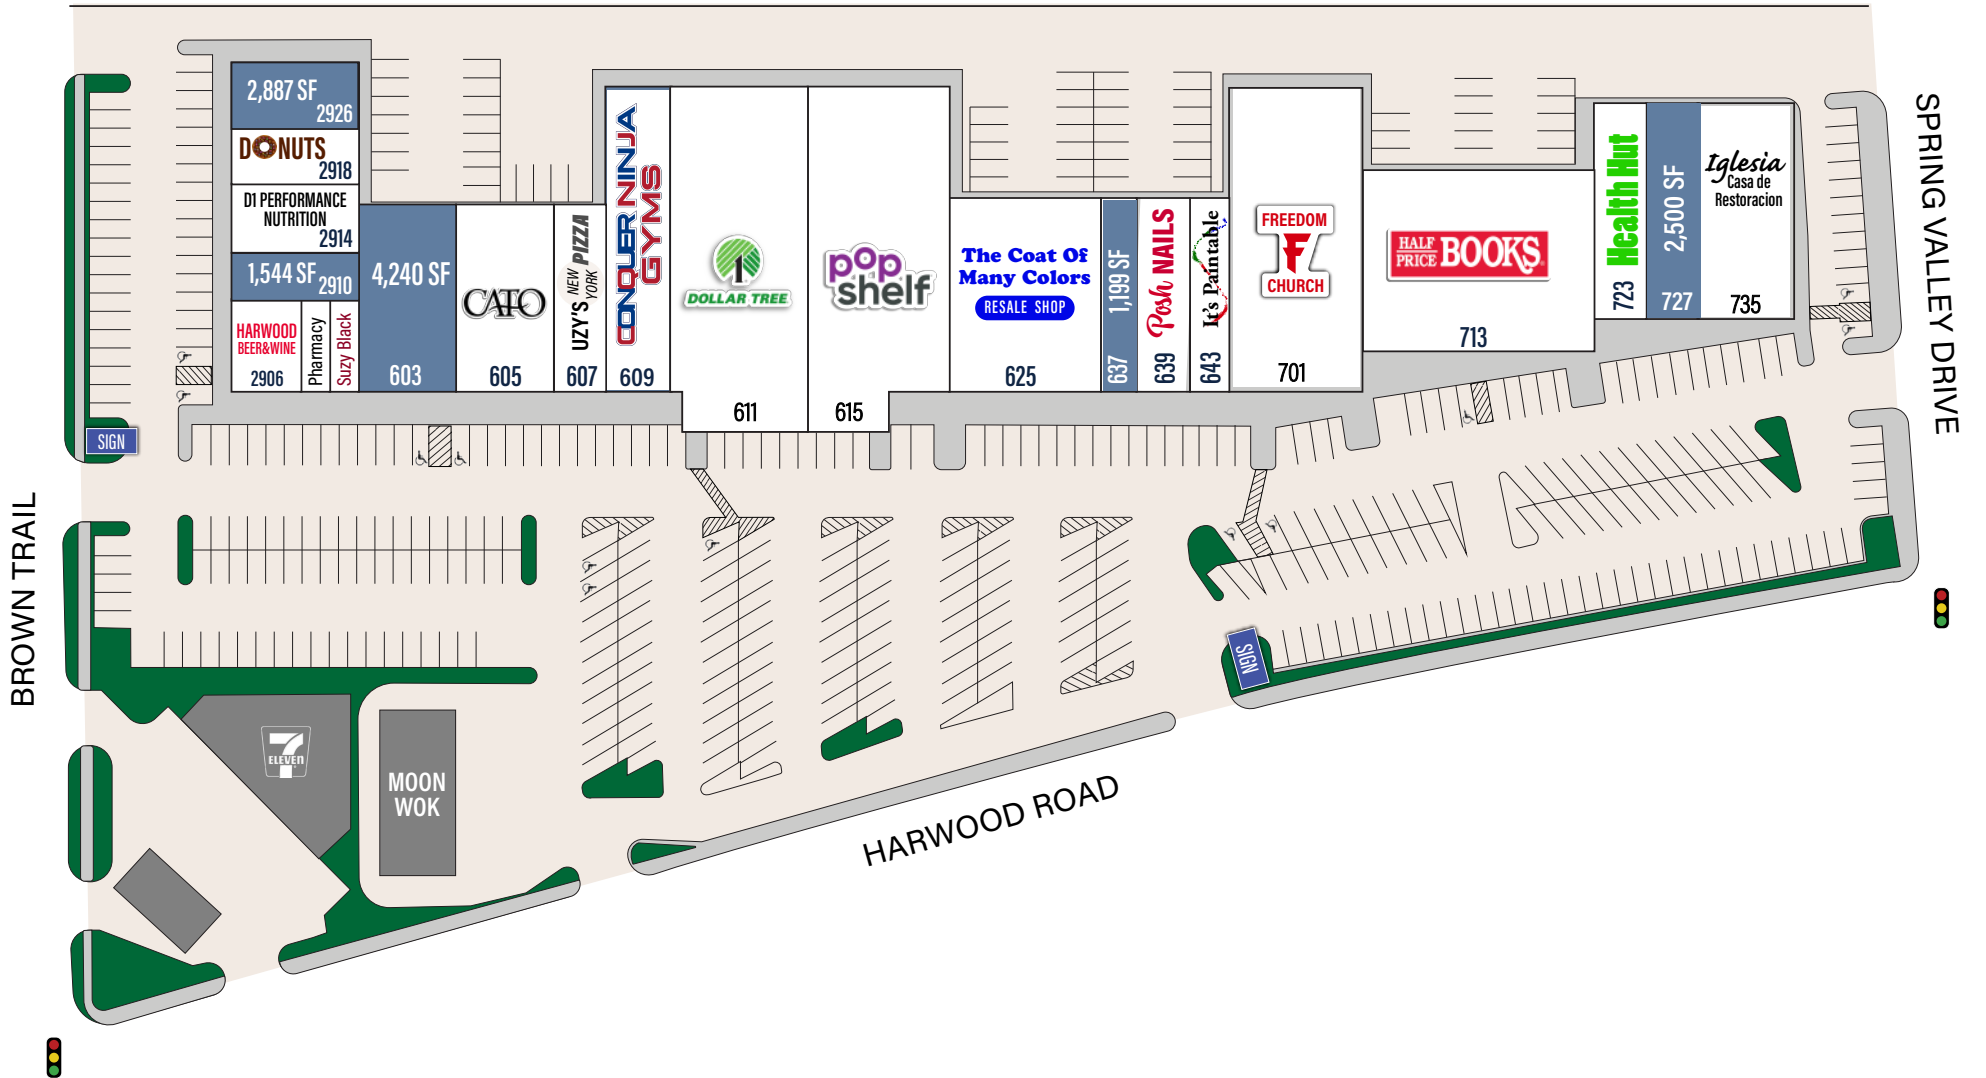 2,887 SF
2926
DONUTS
2918
D1 PERFORMANCE
NUTRITION
2914
1,544 SF
2910
HARWOOD
BEER&WINE
2906
Pharmacy
Suzy Black
4,240 SF
603
CATO
605
UZY'S NEW YORK PIZZA
607
CONQUER NINJA
GYMS
609
DOLLAR TREE
611
pop
shelf
615
The Coat Of
Many Colors
RESALE SHOP
625
1,199 SF
637
Posh NAILS
639
It's Paintable
643
FREEDOM
F
CHURCH
701
HALF
PRICE
BOOKS
713
Health Hut
723
2,500 SF
727
Iglesia
Casa de
Restoracion
735
SPRING VALLEY DRIVE
SIGN
BROWN TRAIL
SIGN
7
ELEVEn
MOON
WOK
HARWOOD ROAD